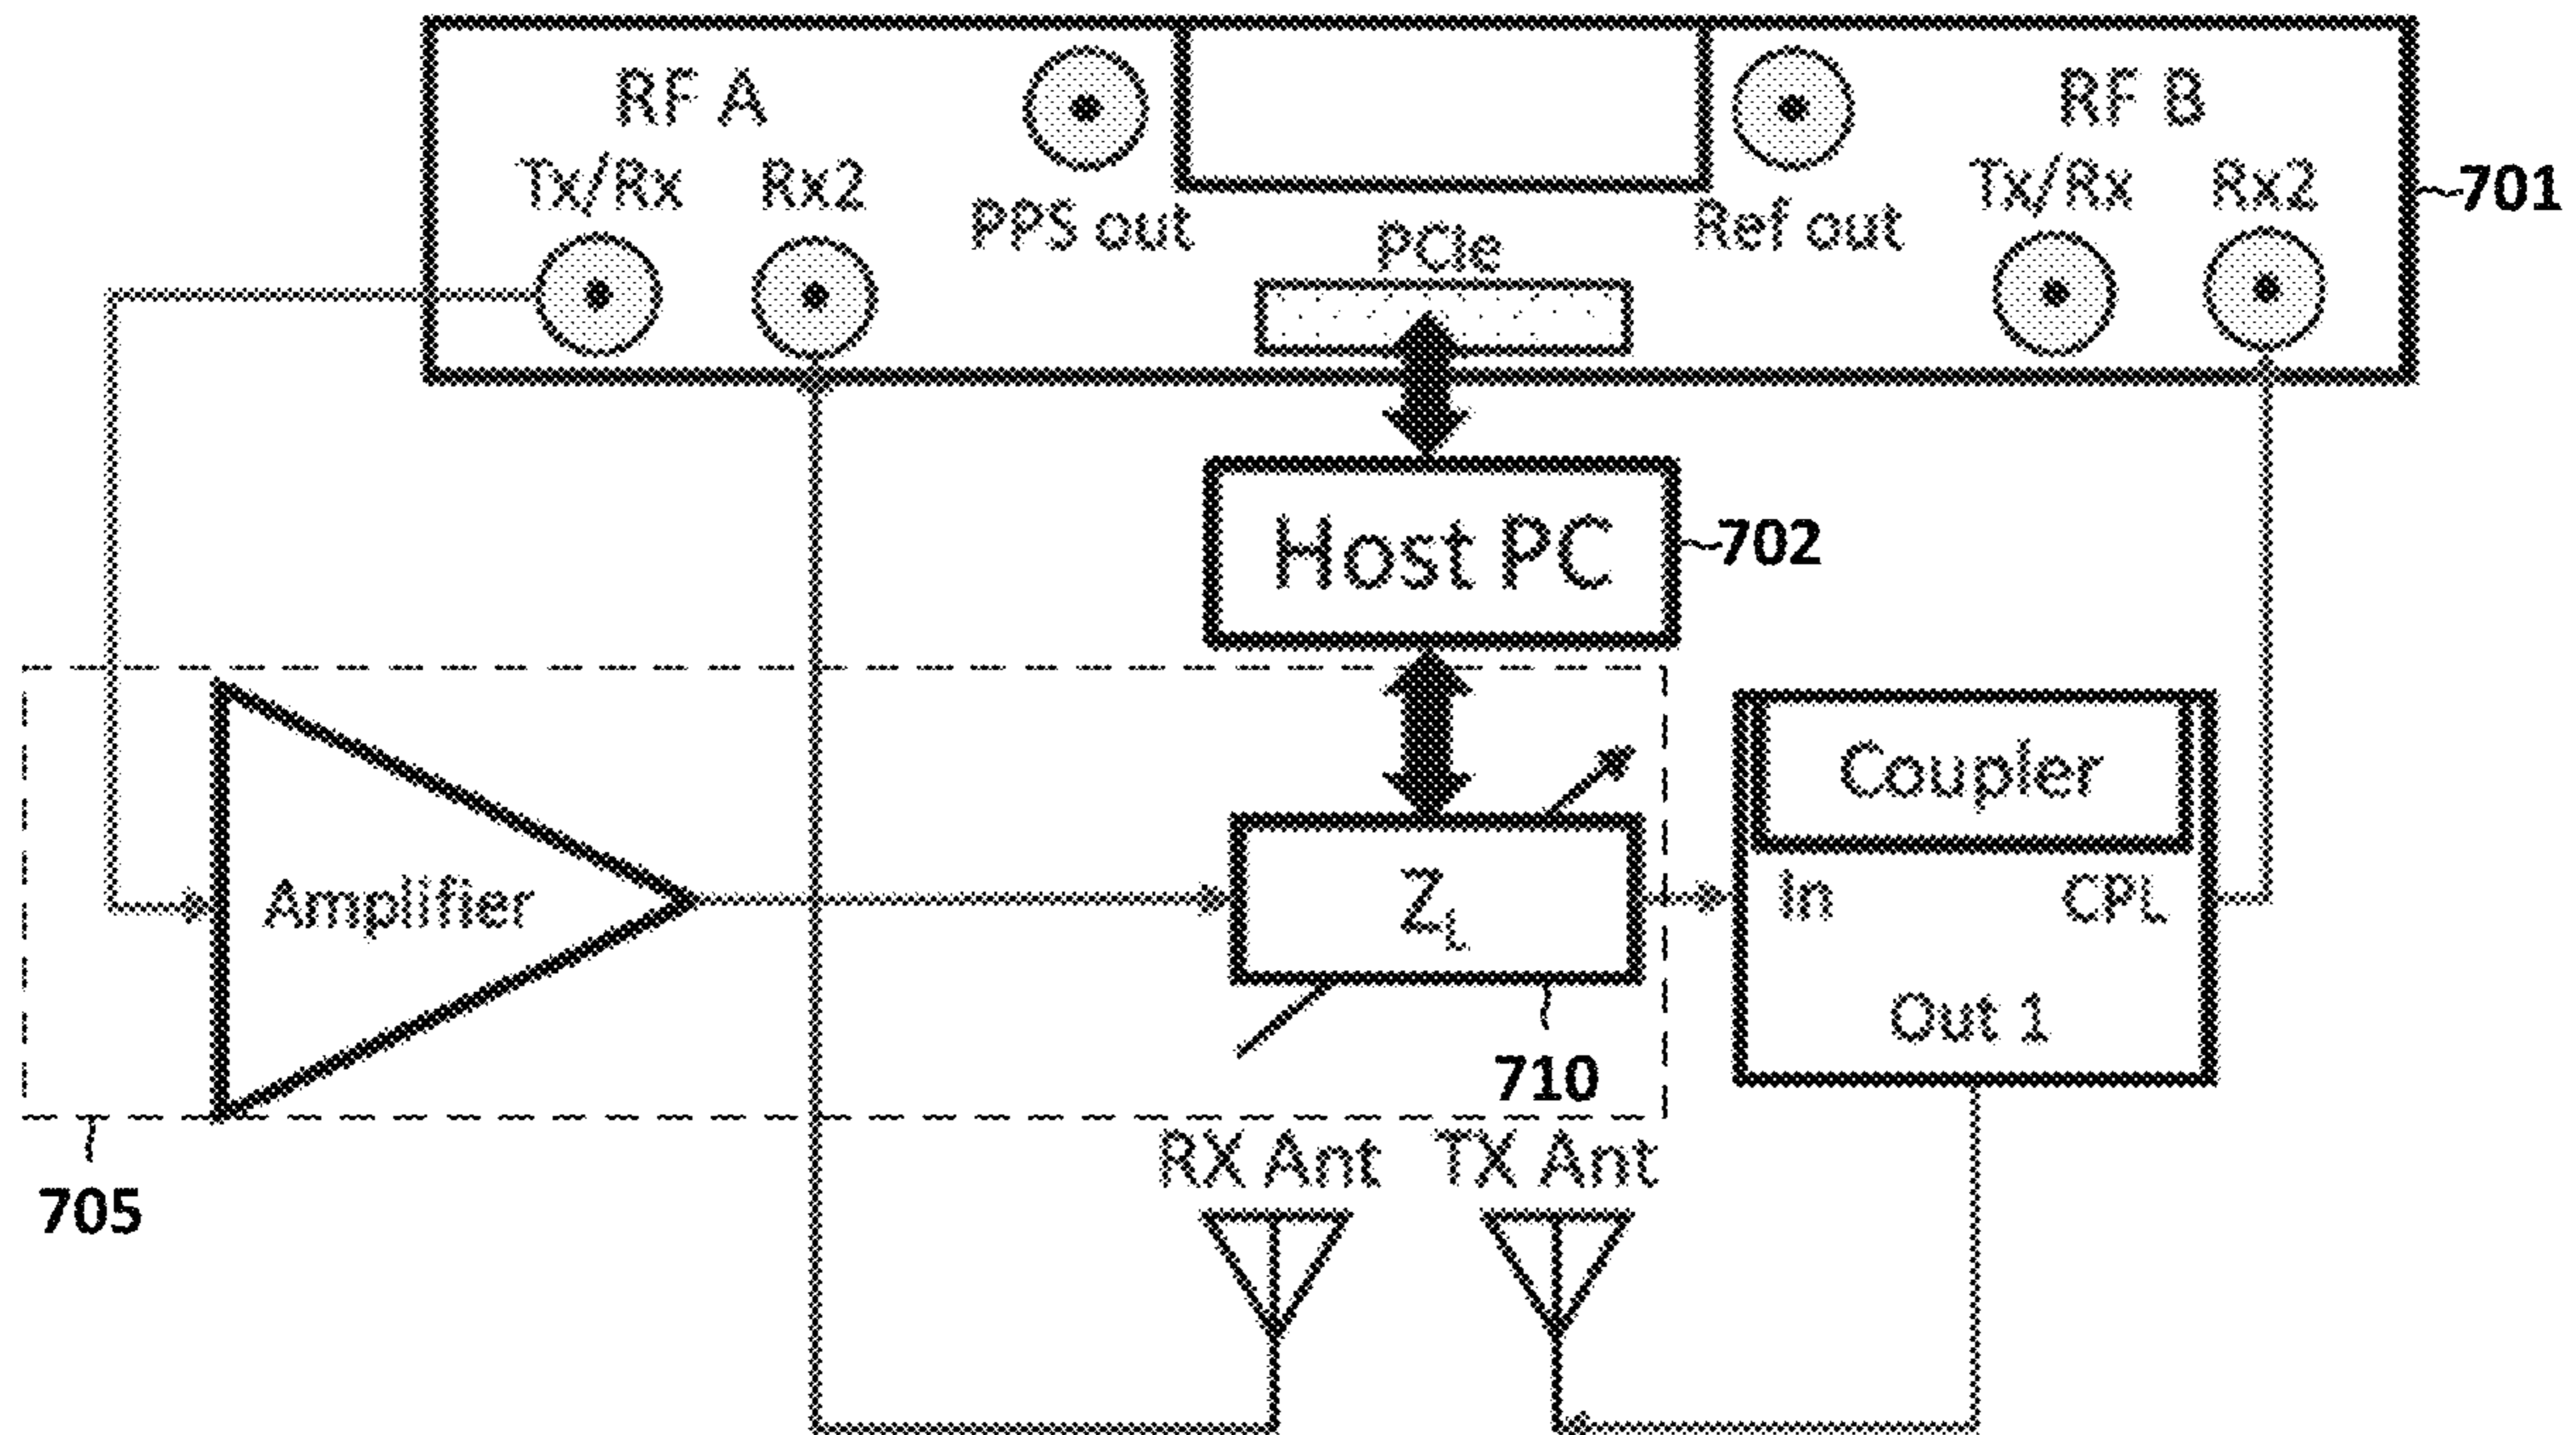 RF A
RF B
Tx/Rx Rx2
PPS out
PCIe
Ref out
Tx/Rx Rx2
701
Host PC
702
Coupler
Amplifier
ZL
In
CPL
Out 1
710
RX Ant
TX Ant
705